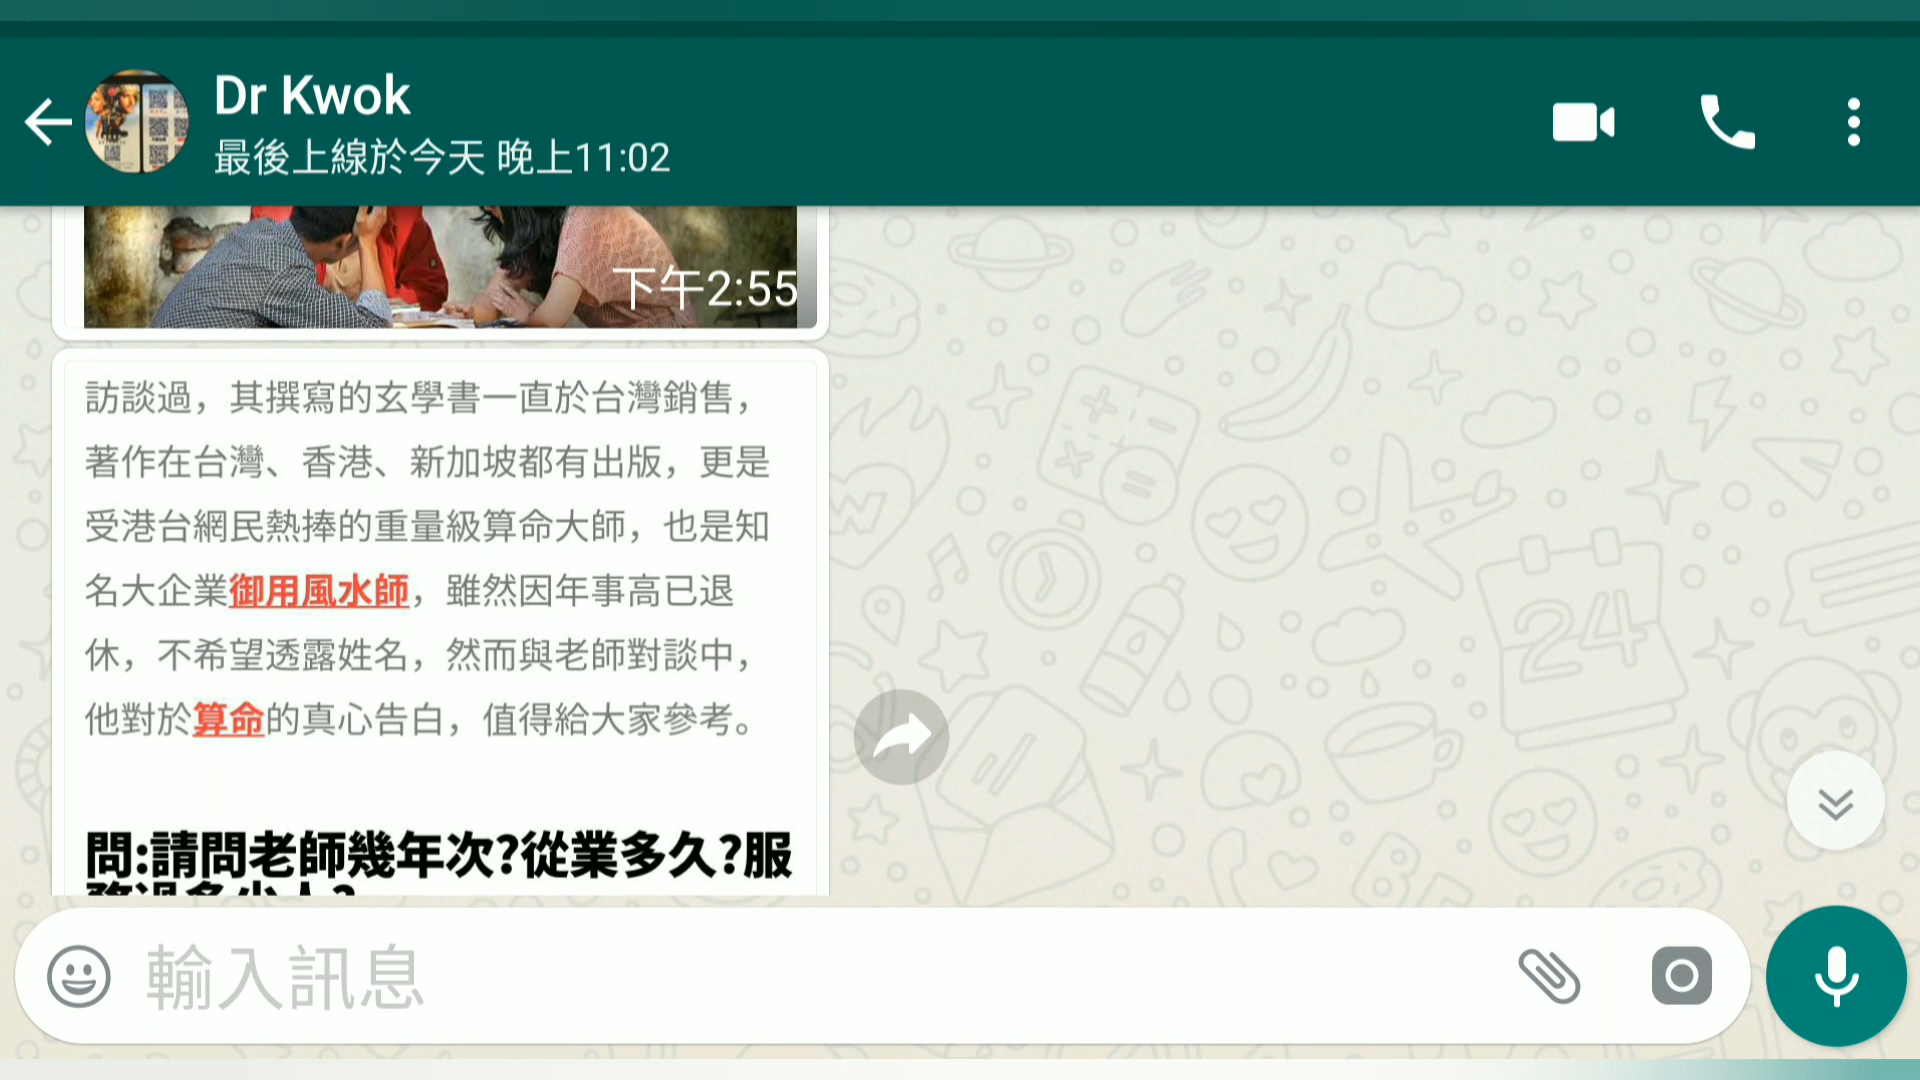 Dr Kwok
最後上線於今天 晚上11:02
下午2:55
訪談過，其撰寫的玄學書一直於台灣銷售，
著作在台灣、香港、新加坡都有出版，更是
受港台網民熱捧的重量級算命大師，也是知
名大企業御用風水師，雖然因年事高已退
休，不希望透露姓名，然而與老師對談中，
他對於算命的真心告白，值得給大家參考。
問:請問老師幾年次?從業多久?服
輸入訊息